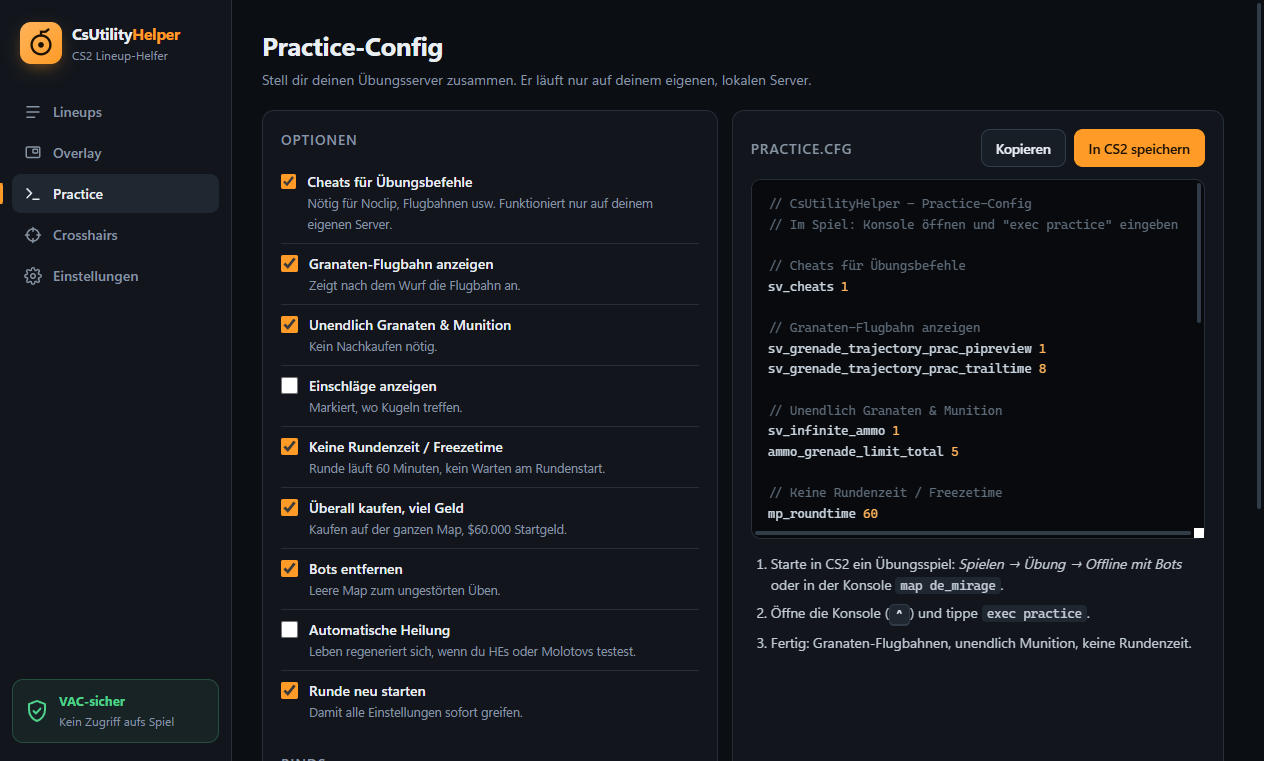 CsUtilityHelper
CS2 Lineup-Helfer
Lineups
Overlay
Practice
Crosshairs
Einstellungen
VAC-sicher
Kein Zugriff aufs Spiel
Practice-Config
Stell dir deinen Übungsserver zusammen. Er läuft nur auf deinem eigenen, lokalen Server.
OPTIONEN
Cheats für Übungsbefehle
Nötig für Noclip, Flugbahnen usw. Funktioniert nur auf deinem
eigenen Server.
Granaten-Flugbahn anzeigen
Zeigt nach dem Wurf die Flugbahn an.
Unendlich Granaten & Munition
Kein Nachkaufen nötig.
Einschläge anzeigen
Markiert, wo Kugeln treffen.
Keine Rundenzeit / Freezetime
Runde läuft 60 Minuten, kein Warten am Rundenstart.
Überall kaufen, viel Geld
Kaufen auf der ganzen Map, $60.000 Startgeld.
Bots entfernen
Leere Map zum ungestörten Üben.
Automatische Heilung
Leben regeneriert sich, wenn du HEs oder Molotovs testest.
Runde neu starten
Damit alle Einstellungen sofort greifen.
PRACTICE.CFG
Kopieren
In CS2 speichern
// CsUtilityHelper – Practice-Config
// Im Spiel: Konsole öffnen und "exec practice" eingeben
// Cheats für Übungsbefehle
sv_cheats 1
// Granaten-Flugbahn anzeigen
sv_grenade_trajectory_prac_pipreview 1
sv_grenade_trajectory_prac_trailtime 8
// Unendlich Granaten & Munition
sv_infinite_ammo 1
ammo_grenade_limit_total 5
// Keine Rundenzeit / Freezetime
mp_roundtime 60
1. Starte in CS2 ein Übungsspiel: Spielen → Übung → Offline mit Bots
oder in der Konsole map de_mirage.
2. Öffne die Konsole (^) und tippe exec practice.
3. Fertig: Granaten-Flugbahnen, unendlich Munition, keine Rundenzeit.